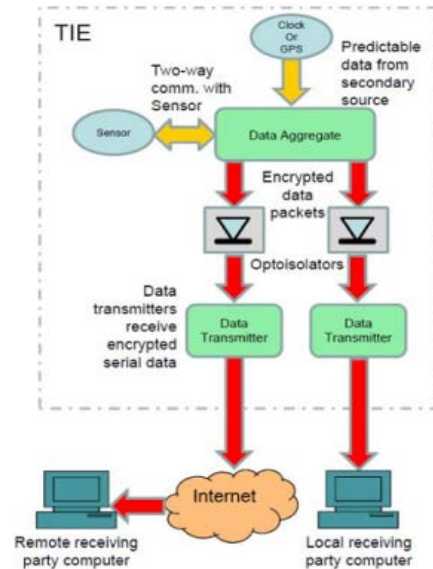 TIE
Clock
Or
GPS
Predictable
data from
secondary
source
Two-way
comm. with
Sensor
Sensor
Data Aggregate
Encrypted
data
packets
Optoisolators
Data
transmitters
receive
encrypted
serial data
Data
Transmitter
Data
Transmitter
Internet
Remote receiving
party computer
Local receiving
party computer